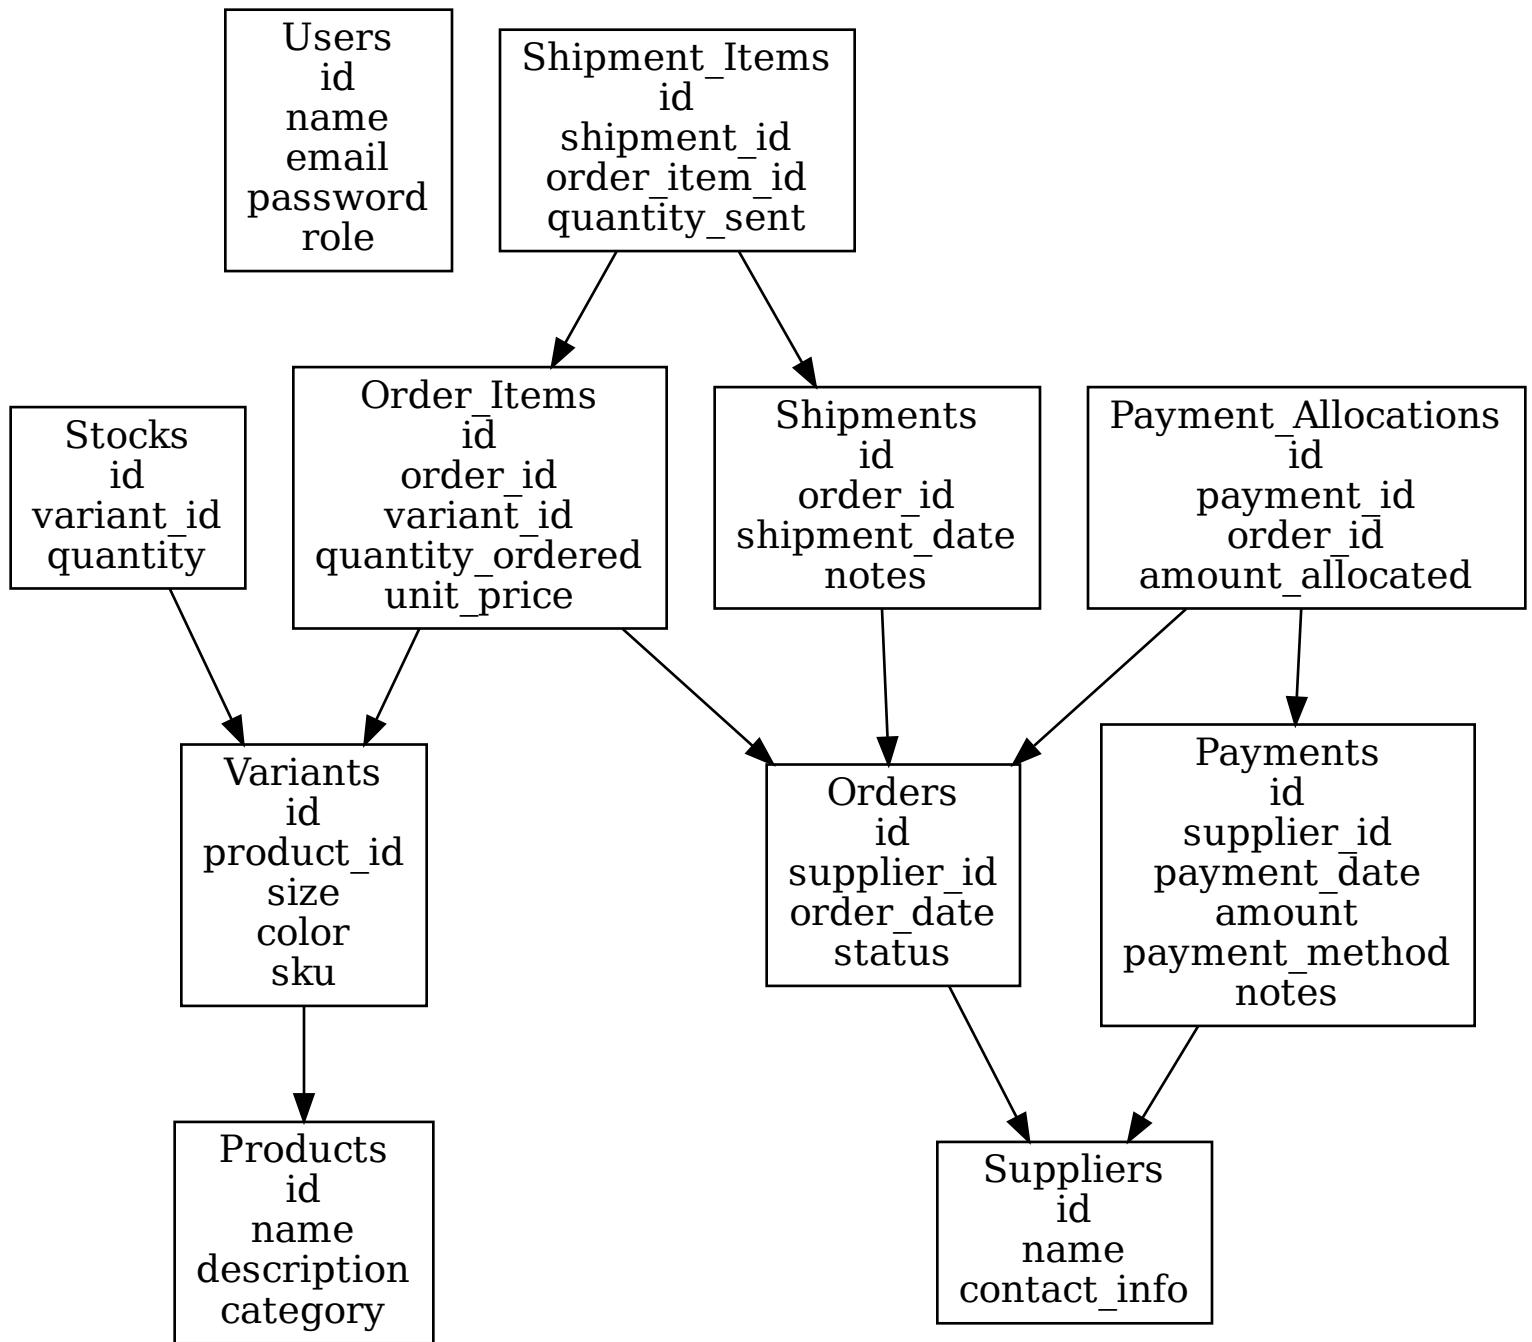 Users
id
name
email
password
role
Shipment_Items
id
shipment_id
order_item_id
quantity_sent
Stocks
id
variant_id
quantity
Order_Items
id
order_id
variant_id
quantity_ordered
unit_price
Shipments
id
order_id
shipment_date
notes
Payment_Allocations
id
payment_id
order_id
amount_allocated
Variants
id
product_id
size
color
sku
Orders
id
supplier_id
order_date
status
Payments
id
supplier_id
payment_date
amount
payment_method
notes
Products
id
name
description
category
Suppliers
id
name
contact_info